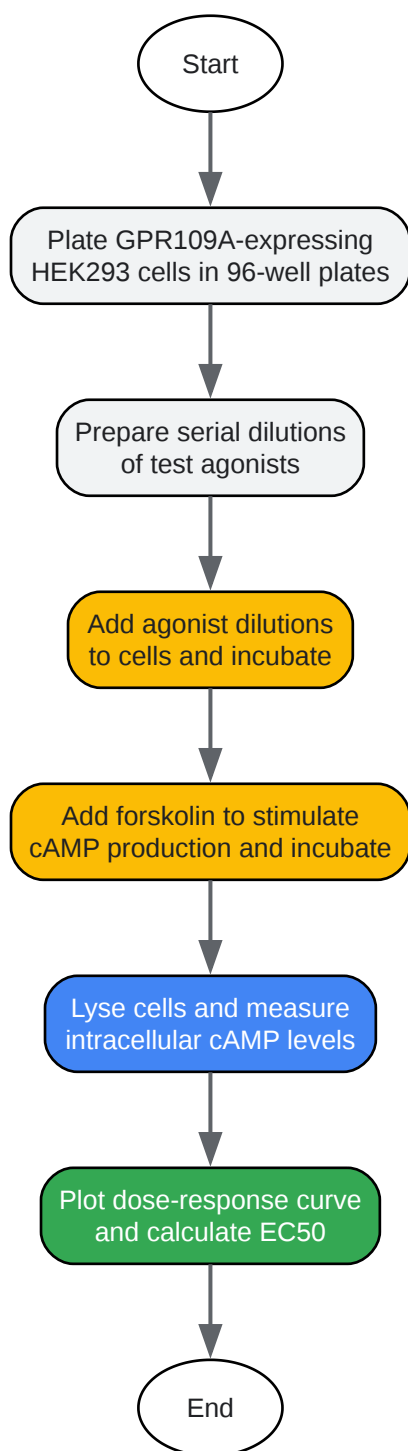 Start
Plate GPR109A-expressing
HEK293 cells in 96-well plates
Prepare serial dilutions
of test agonists
Add agonist dilutions
to cells and incubate
Add forskolin to stimulate
cAMP production and incubate
Lyse cells and measure
intracellular cAMP levels
Plot dose-response curve
and calculate EC50
End